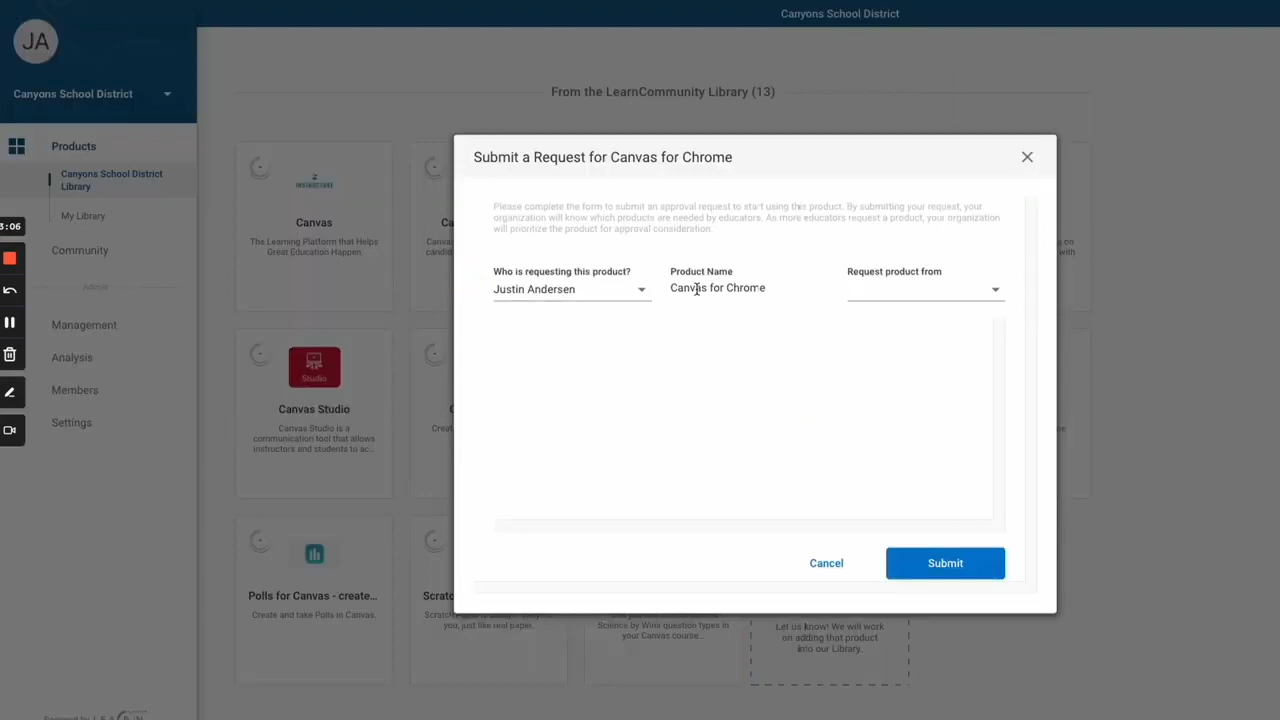 Canyons School District
JA
Canyons School District
Products
Canyons School District
Library
My Library
Community
Admin
Management
Analysis
Members
Settings
3:06
From the LearnCommunity Library (13)
INSTRUCTURE
Canvas
The Learning Platform that Helps
Great Education Happen
Studio
Canvas Studio
Canvas Studio is a
communication tool that allows
instructors and students to ac...
Polls for Canvas - create...
Create and take Polls in Canvas.
you, just like real paper.
Science by Wiris question types in
your Canvas course...
Let us know! We will work
on adding that product
into our Library.
Submit a Request for Canvas for Chrome
Please complete the form to submit an approval request to start using this product. By submitting your request, your
organization will know which products are needed by educators. As more educators request a product, your organization
will prioritize the product for approval consideration.
Who is requesting this product?
Justin Andersen
Product Name
Canvas for Chrome
Request product from
Cancel
Submit